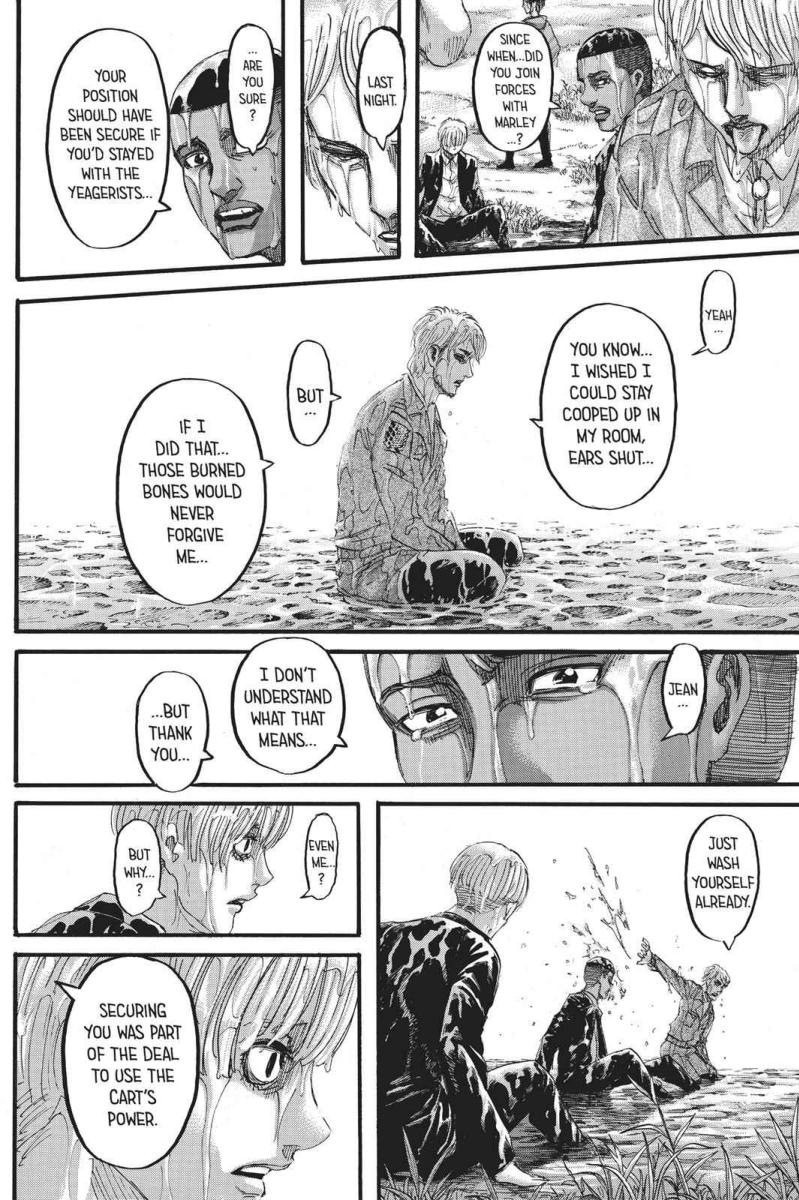 SINCE
WHEN...DID
YOU JOIN
FORCES
WITH
MARLEY
...?
LAST
NIGHT.
...
ARE
YOU
SURE
?
YOUR
POSITION
SHOULD HAVE
BEEN SECURE IF
YOU'D STAYED
WITH THE
YEAGERISTS...
YEAH
...
YOU KNOW...
I WISHED I
COULD STAY
COOPED UP IN
MY ROOM,
EARS SHUT...
BUT
...
IF I
DID THAT...
THOSE BURNED
BONES WOULD
NEVER
FORGIVE
ME...
JEAN
...
I DON'T
UNDERSTAND
WHAT THAT
MEANS...
...BUT
THANK
YOU...
JUST
WASH
YOURSELF
ALREADY.
EVEN
ME...
?
BUT
WHY...
?
SECURING
YOU WAS PART
OF THE DEAL
TO USE THE
CART'S
POWER.